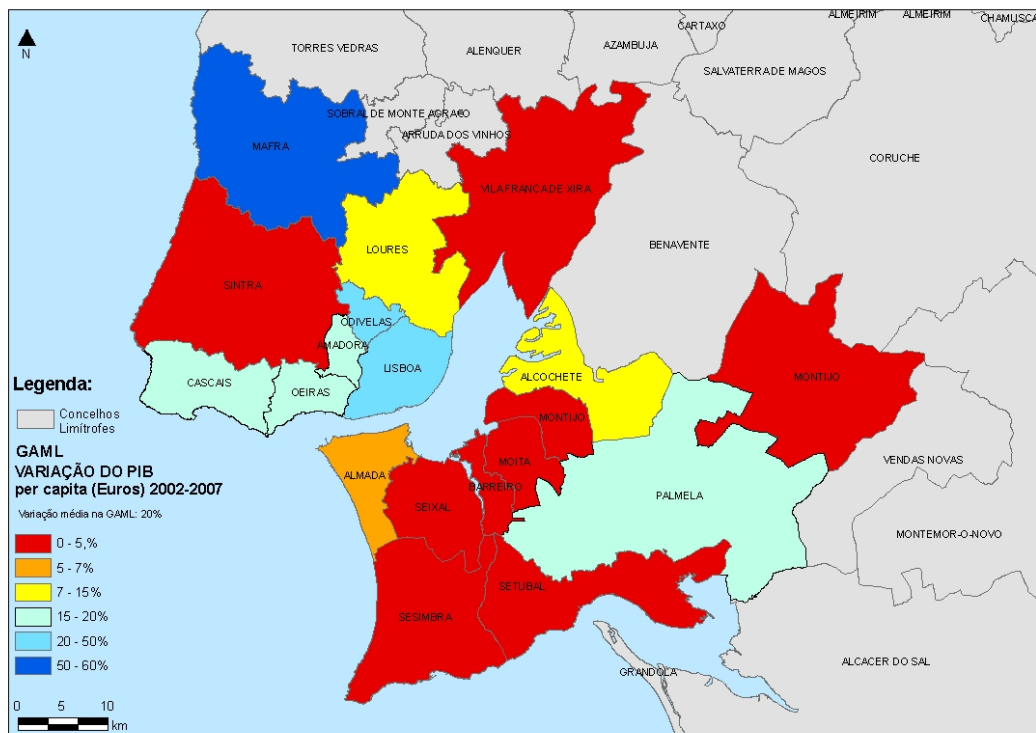 ALMEIRIM
ALMEIRIM
CHAMUSCA
CARTAXO
N
TORRES VEDRAS
ALENQUER
AZAMBUJA
SALVATERRA DE MAGOS
SOBRAL DE MONTE AGRAÇO
ARRUDA DOS VINHOS
MAFRA
CORUCHE
VILA FRANCA DE XIRA
LOURES
BENAVENTE
SINTRA
ODIVELAS
AMADORA
LISBOA
CASCAIS
OEIRAS
ALCOCHETE
MONTIJO
MONTIJO
MOITA
VENDAS NOVAS
ALMADA
BARREIRO
SEIXAL
PALMELA
MONTEMOR-O-NOVO
SETUBAL
SESIMBRA
GRANDOLA
ALCACER DO SAL
Legenda:
Concelhos
Limítrofes
GAML
VARIAÇÃO DO PIB
per capita (Euros) 2002-2007
Variação média na GAML: 20%
0 - 5,%
5 - 7%
7 - 15%
15 - 20%
20 - 50%
50 - 60%
0 5 10
km